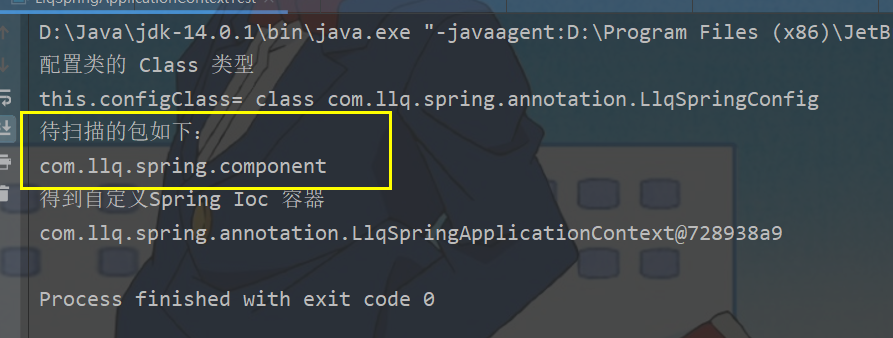 LlqSpringApplicationContextTest
D:\Java\jdk-14.0.1\bin\java.exe "-javaagent:D:\Program Files (x86)\JetB
配置类的 Class 类型
this.configClass= class com.llq.spring.annotation.LlqSpringConfig
待扫描的包如下：
com.llq.spring.component
得到自定义Spring Ioc 容器
com.llq.spring.annotation.LlqSpringApplicationContext@728938a9
Process finished with exit code 0